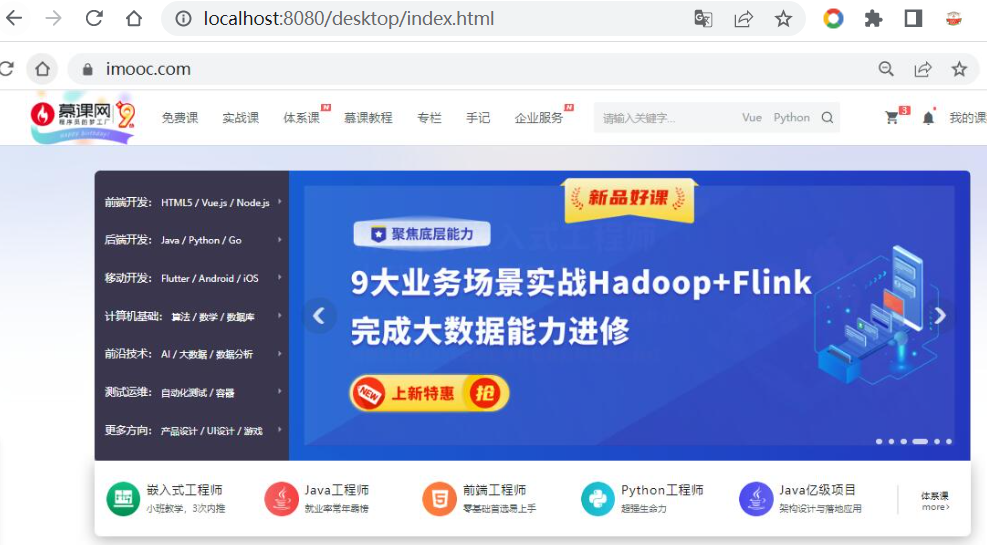 localhost:8080/desktop/index.html
imooc.com
慕课网
程序员的梦工厂
9th
Happy birthday!
免费课 实战课 体系课 N 慕课教程 专栏 手记 企业服务 N 请输入关键字... Vue Python 3 我的课
前端开发: HTML5 / Vue.js / Node.js
后端开发: Java / Python / Go
移动开发: Flutter / Android / iOS
计算机基础: 算法 / 数学 / 数据库
前沿技术: AI / 大数据 / 数据分析
测试运维: 自动化测试 / 容器
更多方向: 产品设计 / UI设计 / 游戏
新品好课
聚焦底层能力
入式工程师
9大业务场景实战Hadoop+Flink
完成大数据能力进修
NEW 上新特惠 抢
嵌入式工程师
小班教学，3次内推
Java工程师
就业率常年霸榜
前端工程师
零基础首选易上手
Python工程师
超强生命力
Java亿级项目
架构设计与落地应用
体系课
more>